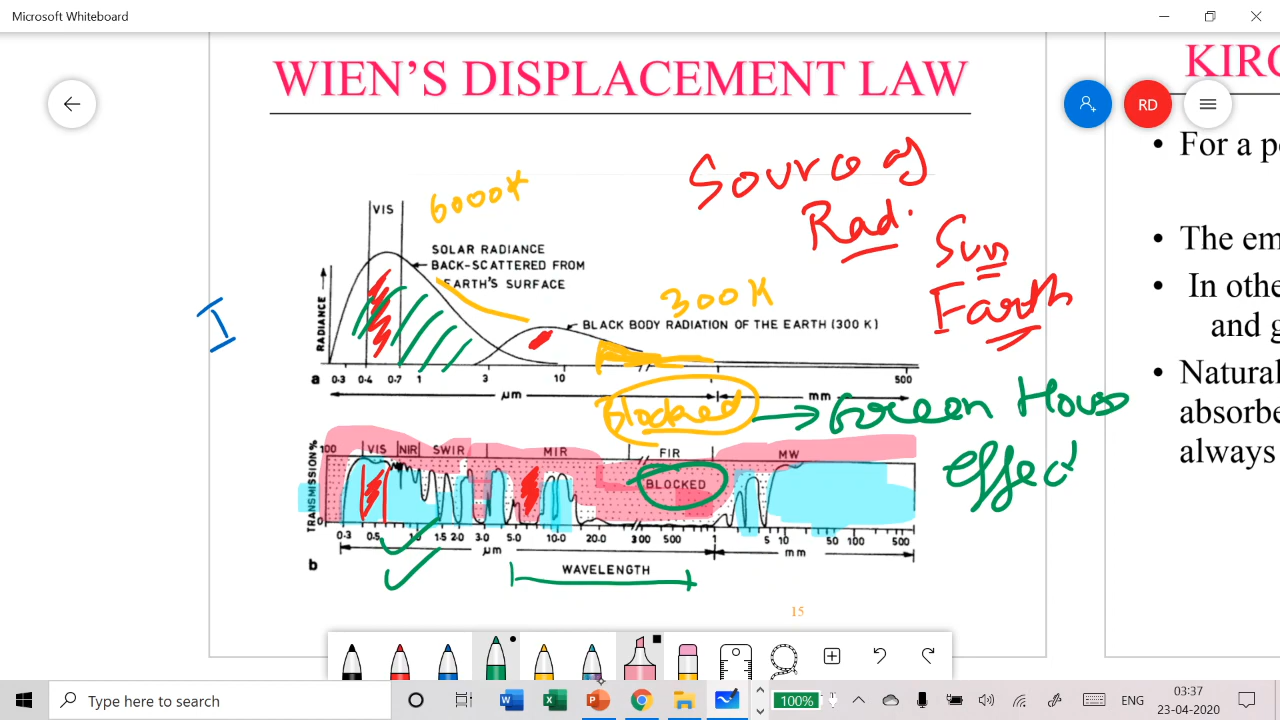 Microsoft Whiteboard
WIEN'S DISPLACEMENT LAW
KIRC
RD
• For a pe
Source of
Radi.
Sun
Earth
6000K
VIS
SOLAR RADIANCE
BACK-SCATTERED FROM
EARTH'S SURFACE
300K
BLACK BODY RADIATION OF THE EARTH (300 K)
• The em
• In othe
and g
• Natural
absorbe
always
I
RADIANCE
a 0·3 0·4 0·7 1 3 10 500
μm mm
Blocked
Green House
effect
100 VIS NIR SWIR MIR FIR MW
BLOCKED
TRANSMISSION%
0
0·3 0·5 1·0 1·5 2·0 3·0 5·0 10·0 20·0 300 500 1 5 10 50 100 500
μm mm
b
WAVELENGTH
15
Type here to search
100%
ENG
03:37
23-04-2020